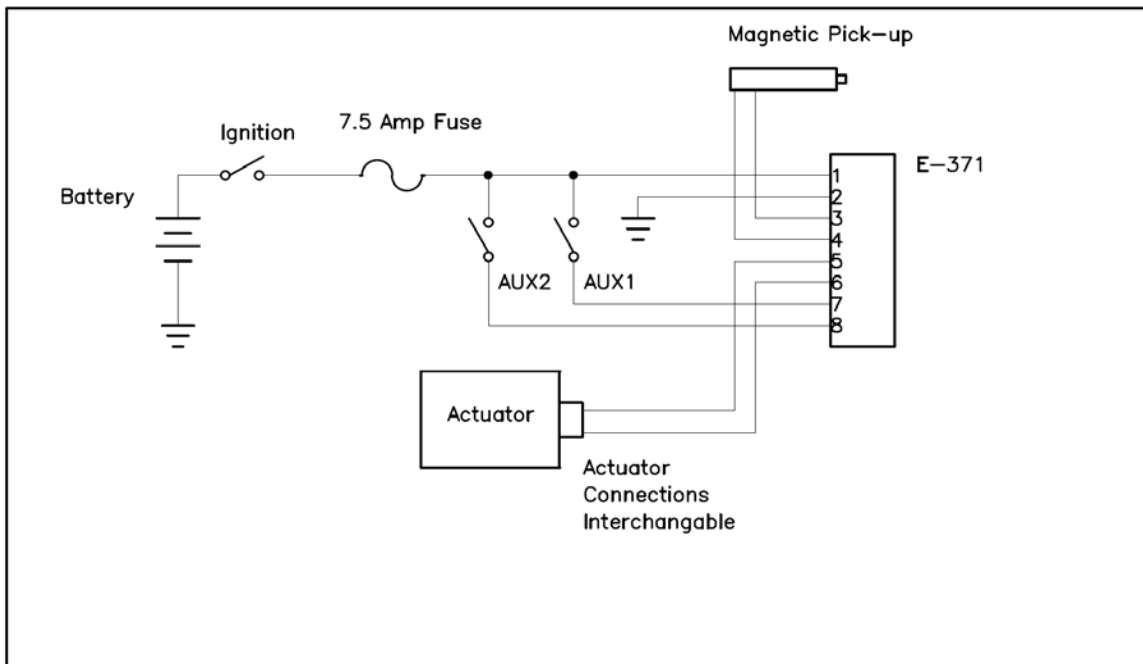 Magnetic Pick-up
7.5 Amp Fuse
Ignition
E-371
Battery
1
2
3
4
5
6
7
8
AUX2
AUX1
Actuator
Actuator
Connections
Interchangable